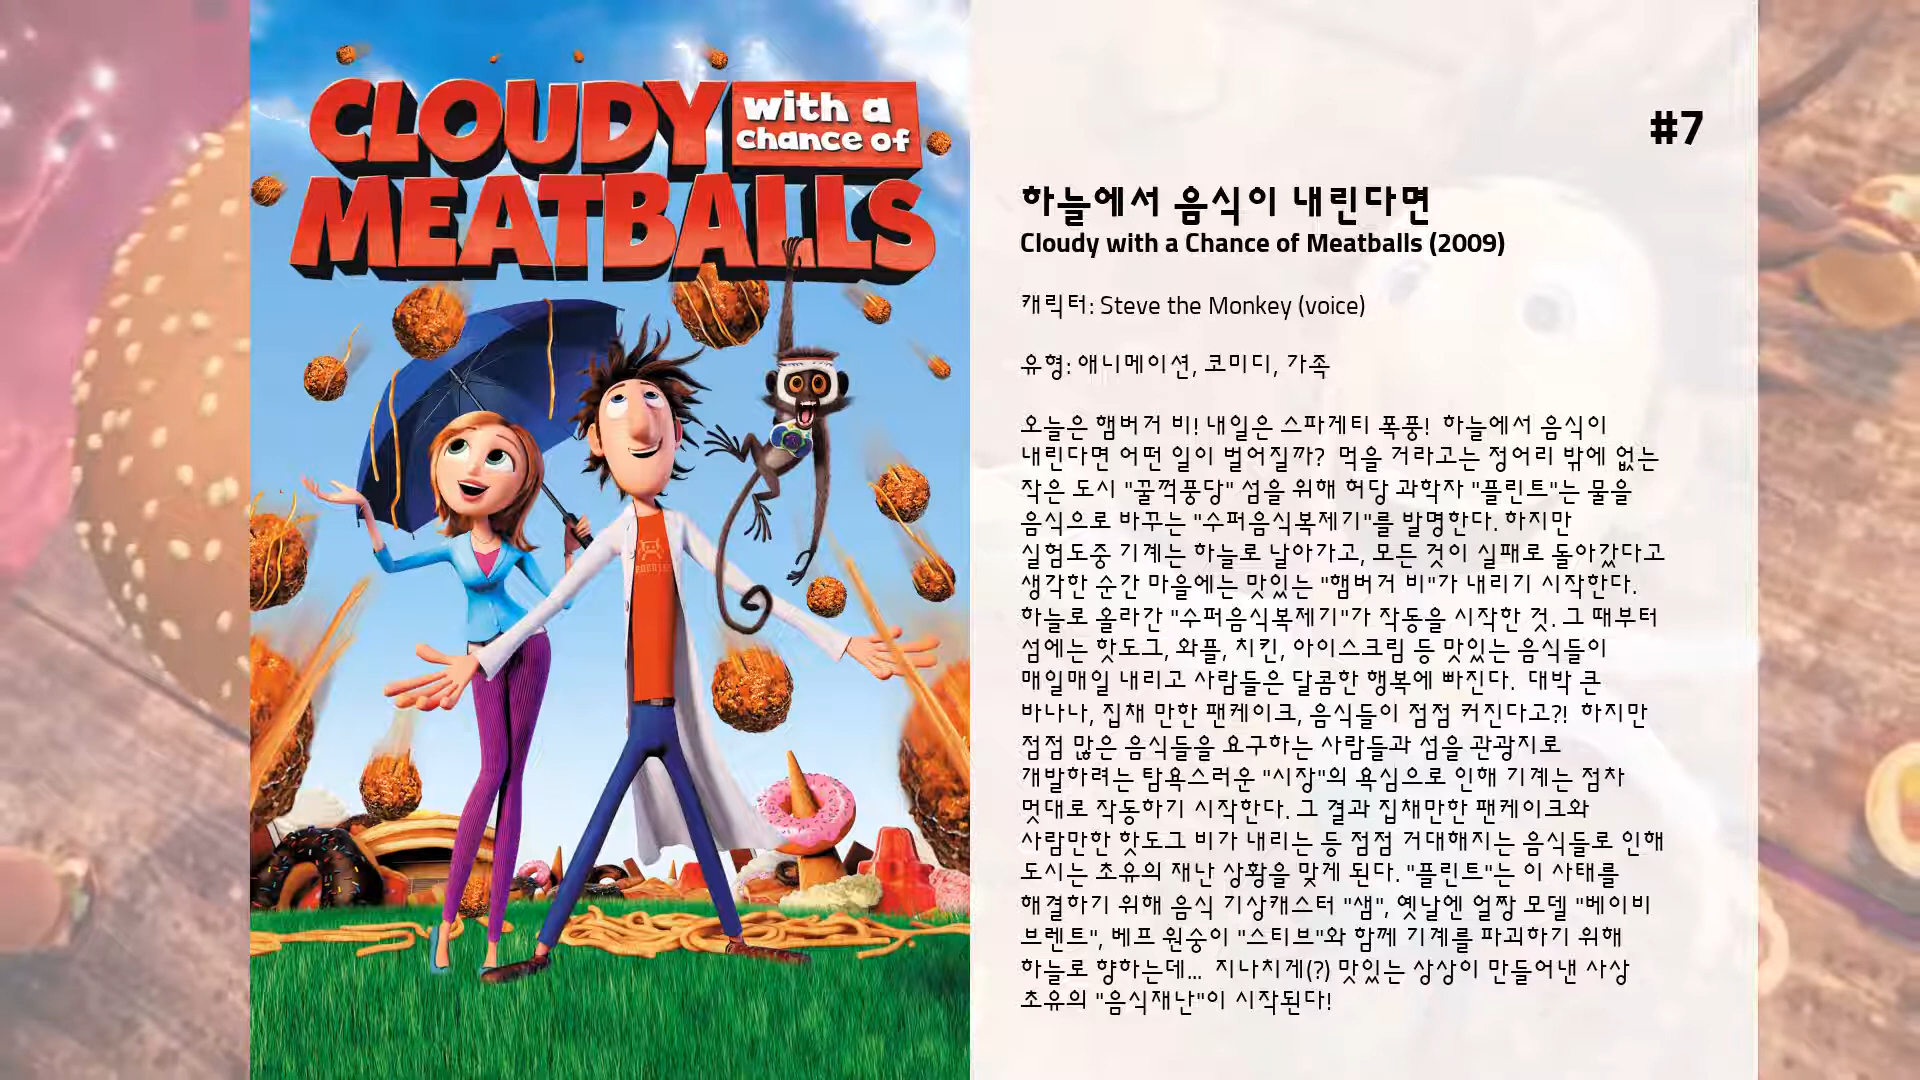 CLOUDY with a chance of
MEATBALLS
#7
하늘에서 음식이 내린다면
Cloudy with a Chance of Meatballs (2009)
캐릭터: Steve the Monkey (voice)
유형: 애니메이션, 코미디, 가족
오늘은 햄버거 비! 내일은 스파게티 폭풍! 하늘에서 음식이
내린다면 어떤 일이 벌어질까? 먹을 거라고는 정어리 밖에 없는
작은 도시 "꿀꺽퐁당" 섬을 위해 허당 과학자 "플린트"는 물을
음식으로 바꾸는 "수퍼음식복제기"를 발명한다. 하지만
실험도중 기계는 하늘로 날아가고, 모든 것이 실패로 돌아갔다고
생각한 순간 마을에는 맛있는 "햄버거 비"가 내리기 시작한다.
하늘로 올라간 "수퍼음식복제기"가 작동을 시작한 것. 그 때부터
섬에는 핫도그, 와플, 치킨, 아이스크림 등 맛있는 음식들이
매일매일 내리고 사람들은 달콤한 행복에 빠진다. 대박 큰
바나나, 집채 만한 팬케이크, 음식들이 점점 커진다고?! 하지만
점점 많은 음식들을 요구하는 사람들과 섬을 관광지로
개발하려는 탐욕스러운 "시장"의 욕심으로 인해 기계는 점차
멋대로 작동하기 시작한다. 그 결과 집채만한 팬케이크와
사람만한 핫도그 비가 내리는 등 점점 거대해지는 음식들로 인해
도시는 초유의 재난 상황을 맞게 된다. "플린트"는 이 사태를
해결하기 위해 음식 기상캐스터 "샘", 옛날엔 얼짱 모델 "베이비
브렌트", 베프 원숭이 "스티브"와 함께 기계를 파괴하기 위해
하늘로 향하는데... 지나치게(?) 맛있는 상상이 만들어낸 사상
초유의 "음식재난"이 시작된다!